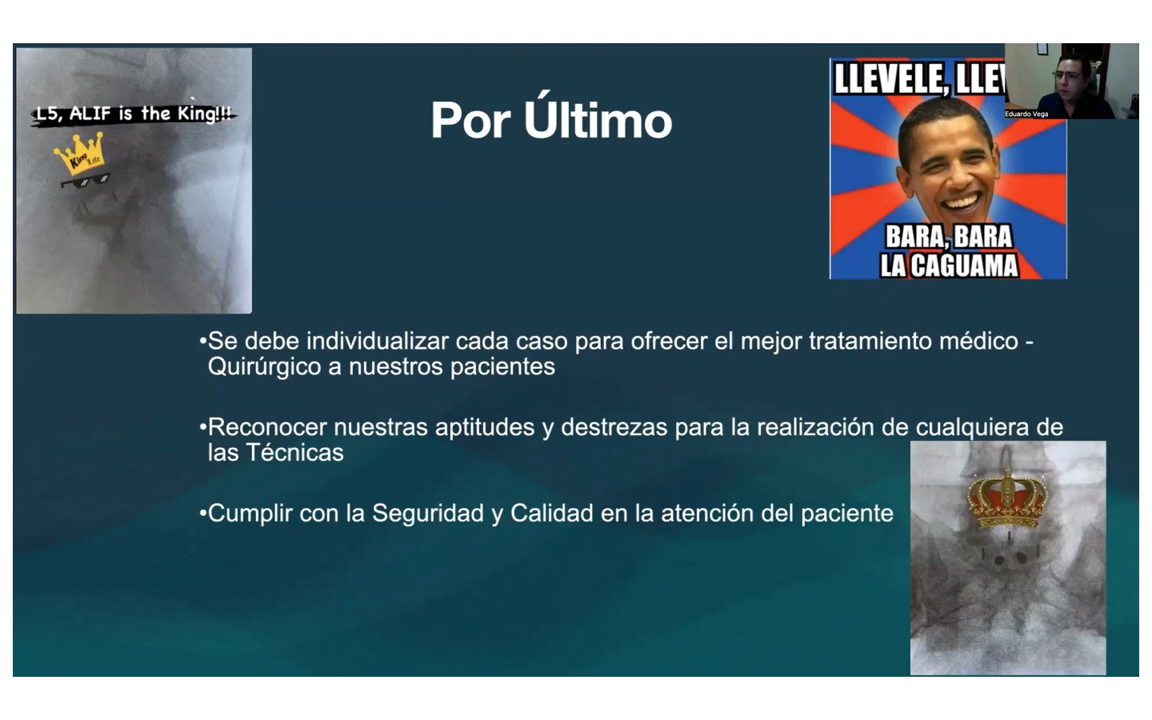 L5, ALIF is the King!!!
King
Life
Por Último
LLEVELE, LLEV
BARA, BARA
LA CAGUAMA
Eduardo Vega
•Se debe individualizar cada caso para ofrecer el mejor tratamiento médico -
Quirúrgico a nuestros pacientes
•Reconocer nuestras aptitudes y destrezas para la realización de cualquiera de
las Técnicas
•Cumplir con la Seguridad y Calidad en la atención del paciente